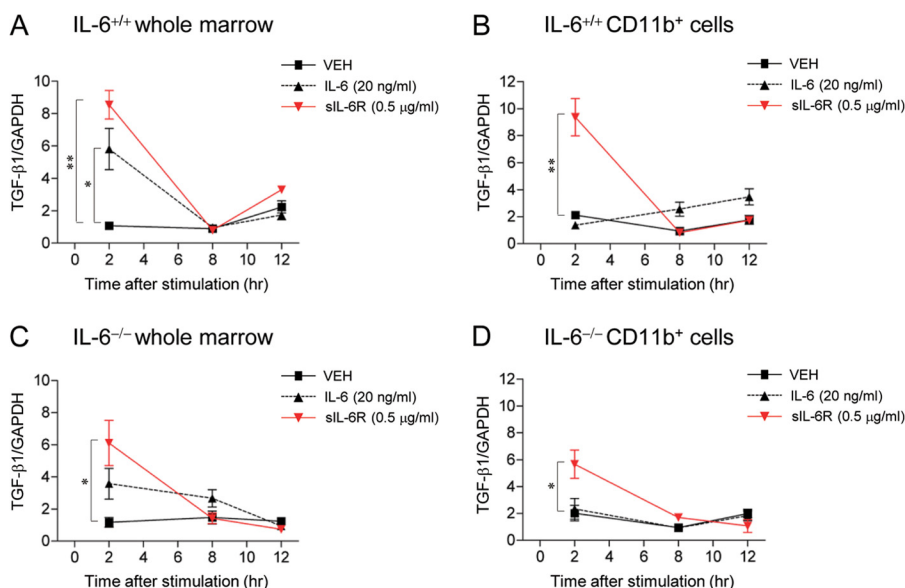 A IL-6+/+ whole marrow
VEH
IL-6 (20 ng/ml)
sIL-6R (0.5 µg/ml)
TGF-β1/GAPDH
10
8
6
4
2
0
**
*
0 2 4 6 8 10 12
Time after stimulation (hr)
B IL-6+/+ CD11b+ cells
VEH
IL-6 (20 ng/ml)
sIL-6R (0.5 µg/ml)
TGF-β1/GAPDH
12
10
8
6
4
2
0
**
0 2 4 6 8 10 12
Time after stimulation (hr)
C IL-6−/− whole marrow
VEH
IL-6 (20 ng/ml)
sIL-6R (0.5 µg/ml)
TGF-β1/GAPDH
10
8
6
4
2
0
*
0 2 4 6 8 10 12
Time after stimulation (hr)
D IL-6−/− CD11b+ cells
VEH
IL-6 (20 ng/ml)
sIL-6R (0.5 µg/ml)
TGF-β1/GAPDH
12
10
8
6
4
2
0
*
0 2 4 6 8 10 12
Time after stimulation (hr)